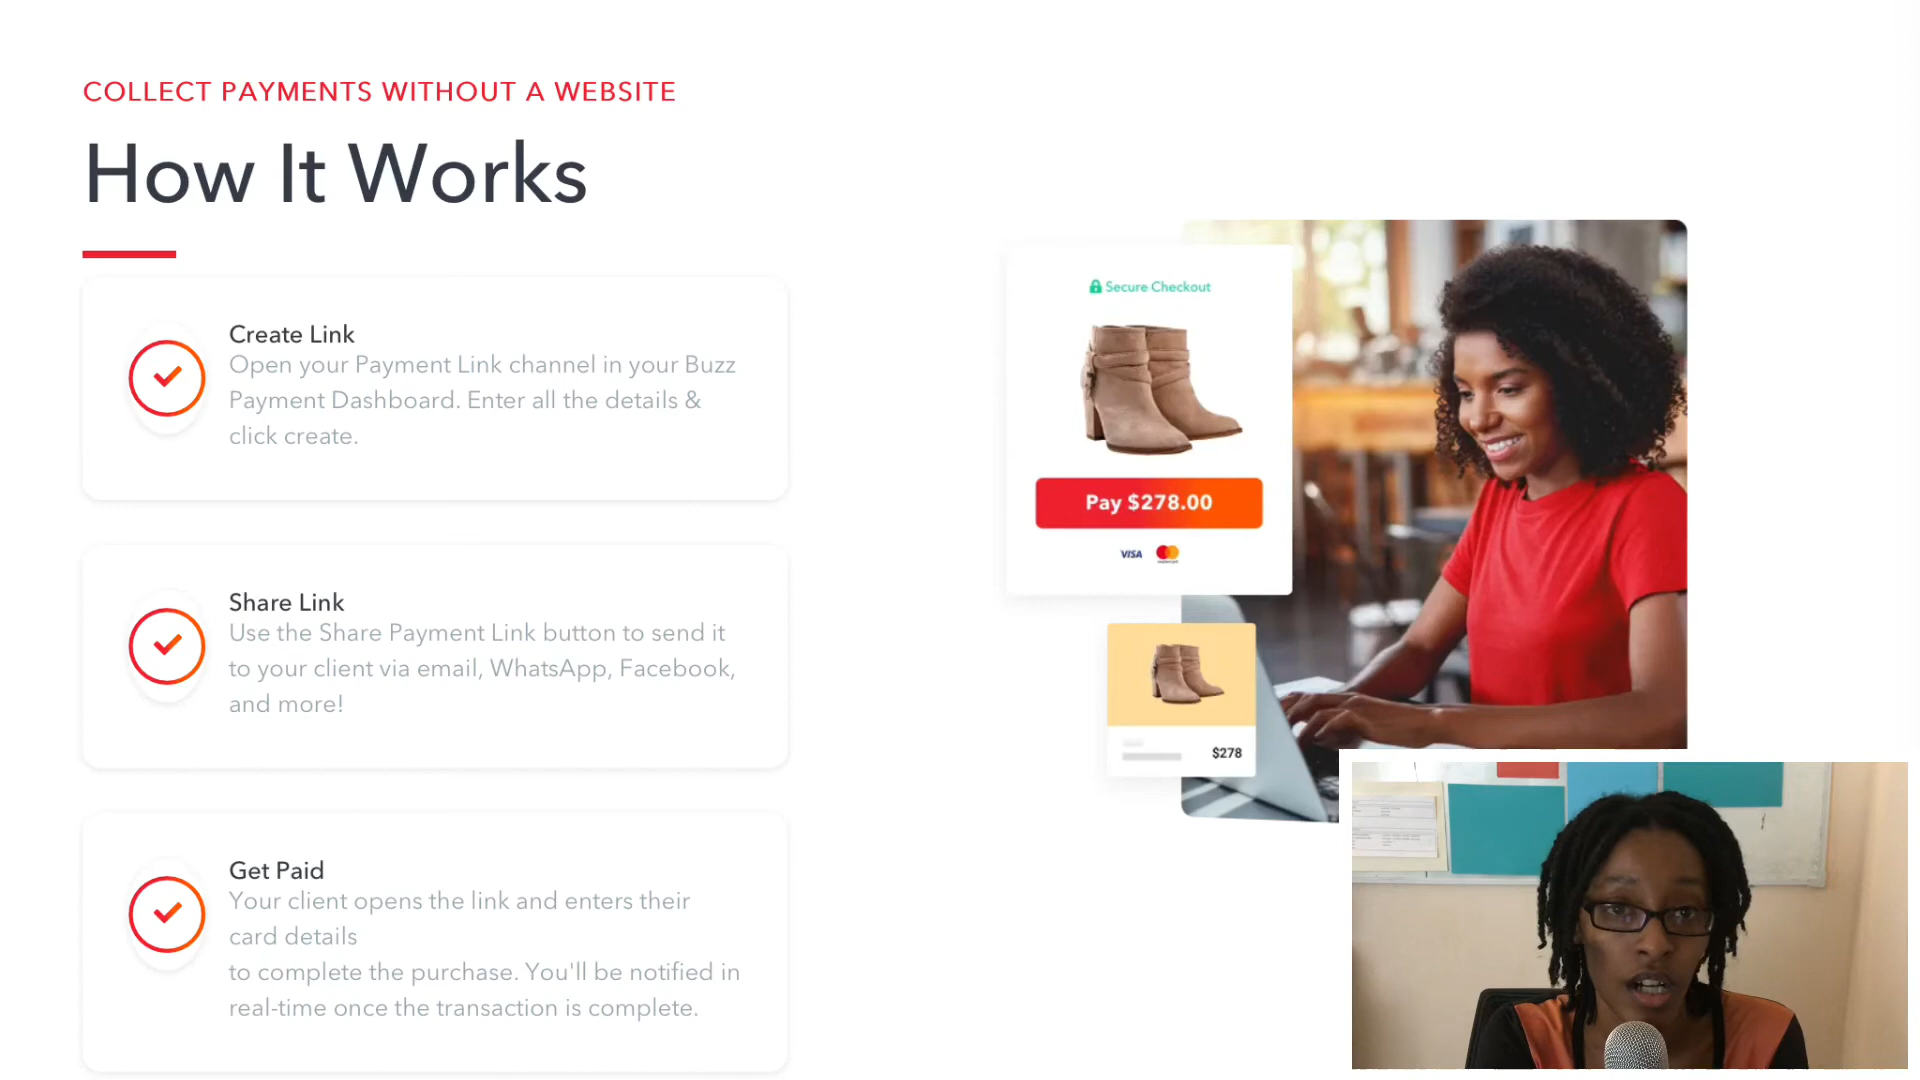 COLLECT PAYMENTS WITHOUT A WEBSITE
How It Works
Create Link
Open your Payment Link channel in your Buzz
Payment Dashboard. Enter all the details &
click create.
Share Link
Use the Share Payment Link button to send it
to your client via email, WhatsApp, Facebook,
and more!
Get Paid
Your client opens the link and enters their
card details
to complete the purchase. You'll be notified in
real-time once the transaction is complete.
Secure Checkout
Pay $278.00
VISA
$278